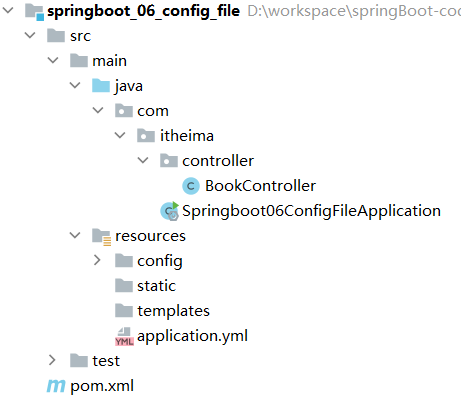 springboot_06_config_file D:\workspace\springBoot-coc
src
main
java
com
itheima
controller
C BookController
C Springboot06ConfigFileApplication
resources
config
static
templates
YML application.yml
test
m pom.xml